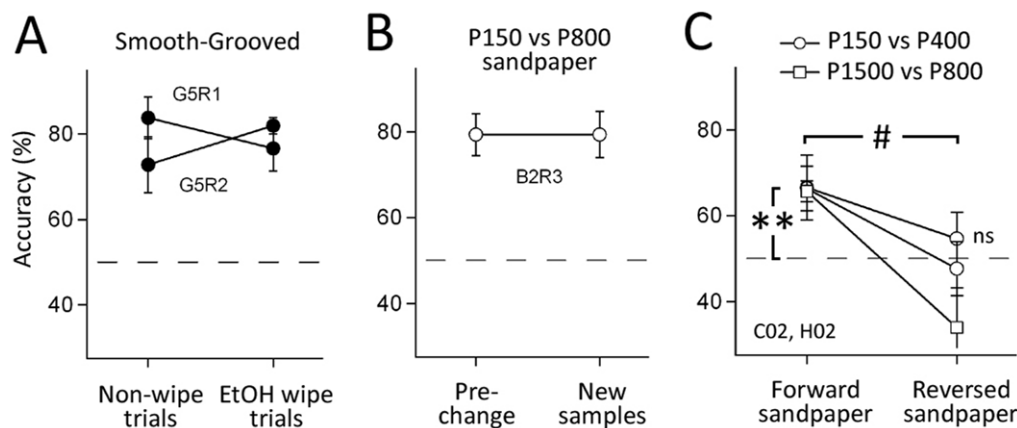 A
Smooth-Grooved
Accuracy (%)
80
60
40
G5R1
G5R2
Non-wipe
trials
EtOH wipe
trials
B
P150 vs P800
sandpaper
80
60
40
B2R3
Pre-
change
New
samples
C
P150 vs P400
P1500 vs P800
80
60
40
#
**
ns
C02, H02
Forward
sandpaper
Reversed
sandpaper